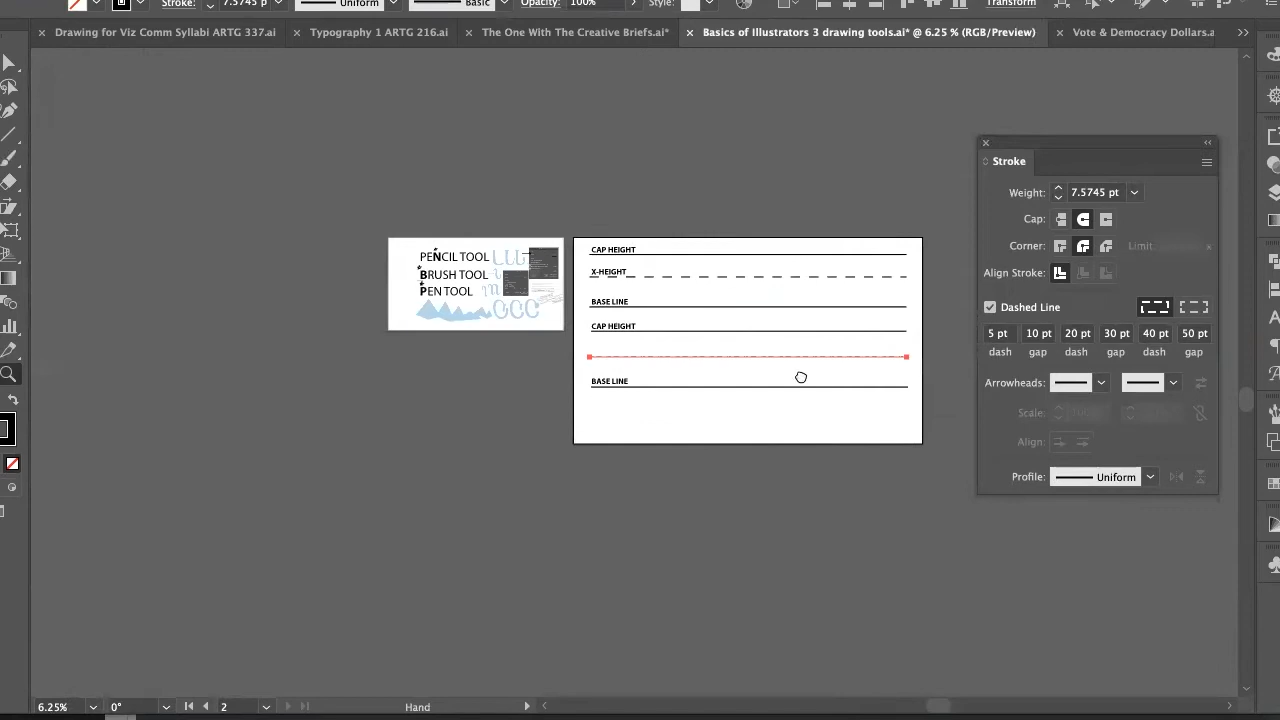 Stroke: 7.5745 p Uniform Basic Opacity: 100% Style: Transform
Drawing for Viz Comm Syllabi ARTG 337.ai
Typography 1 ARTG 216.ai
The One With The Creative Briefs.ai*
Basics of Illustrators 3 drawing tools.ai* @ 6.25 % (RGB/Preview)
Vote & Democracy Dollars.a
PENCIL TOOL
BRUSH TOOL
PEN TOOL
CAP HEIGHT
X-HEIGHT
BASE LINE
CAP HEIGHT
BASE LINE
Stroke
Weight: 7.5745 pt
Cap:
Corner: Limit:
Align Stroke:
Dashed Line
5 pt 10 pt 20 pt 30 pt 40 pt 50 pt
dash gap dash gap dash gap
Arrowheads:
Scale:
Align:
Profile: Uniform
6.25% 0° 2 Hand